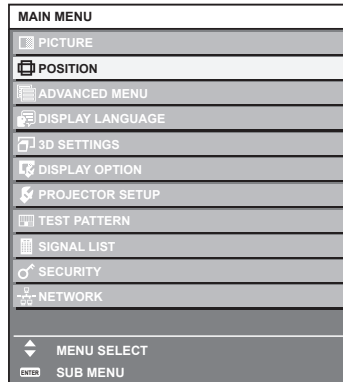 MAIN MENU
PICTURE
POSITION
ADVANCED MENU
DISPLAY LANGUAGE
3D SETTINGS
DISPLAY OPTION
PROJECTOR SETUP
TEST PATTERN
SIGNAL LIST
SECURITY
NETWORK
MENU SELECT
ENTER SUB MENU